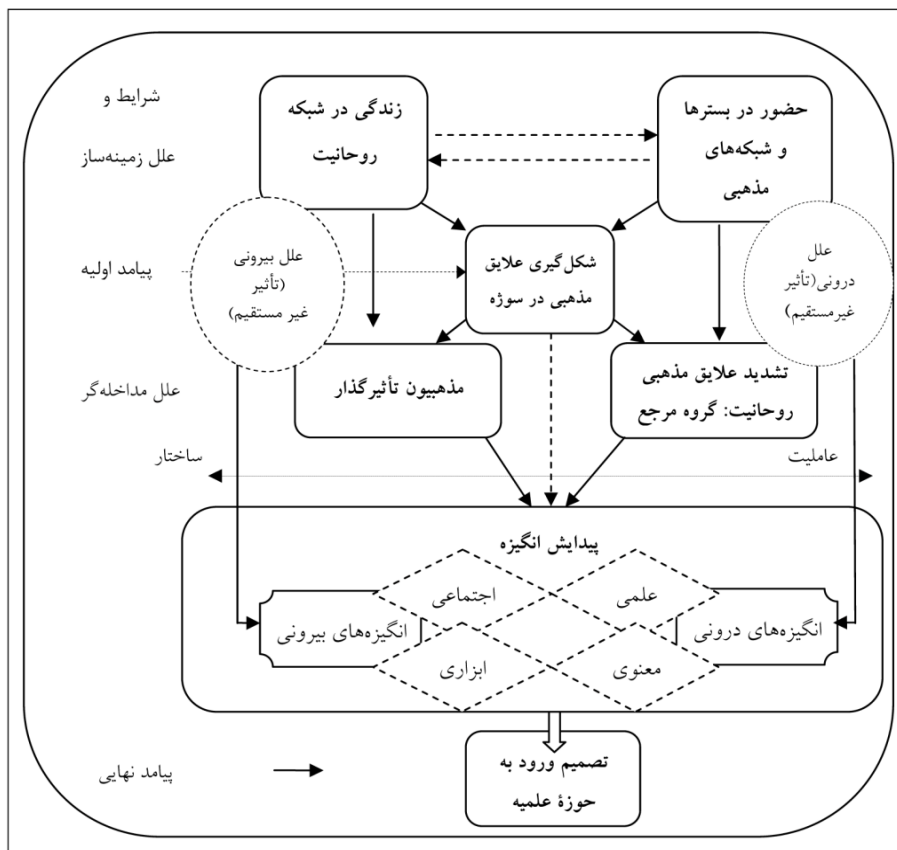 شرایط و
علل زمینه‌ساز
حضور در بسترها
و شبکه‌های
مذهبی
زندگی در شبکه
روحانیت
علل
درونی(تأثیر
غیرمستقیم)
علل بیرونی
(تأثیر
غیر مستقیم)
پیامد اولیه
شکل‌گیری علایق
مذهبی در سوژه
تشدید علایق مذهبی
روحانیت: گروه مرجع
مذهبیون تأثیرگذار
علل مداخله‌گر
عاملیت
ساختار
پیدایش انگیزه
علمی
اجتماعی
انگیزه‌های درونی
انگیزه‌های بیرونی
معنوی
ابزاری
تصمیم ورود به
حوزهٔ علمیه
پیامد نهایی